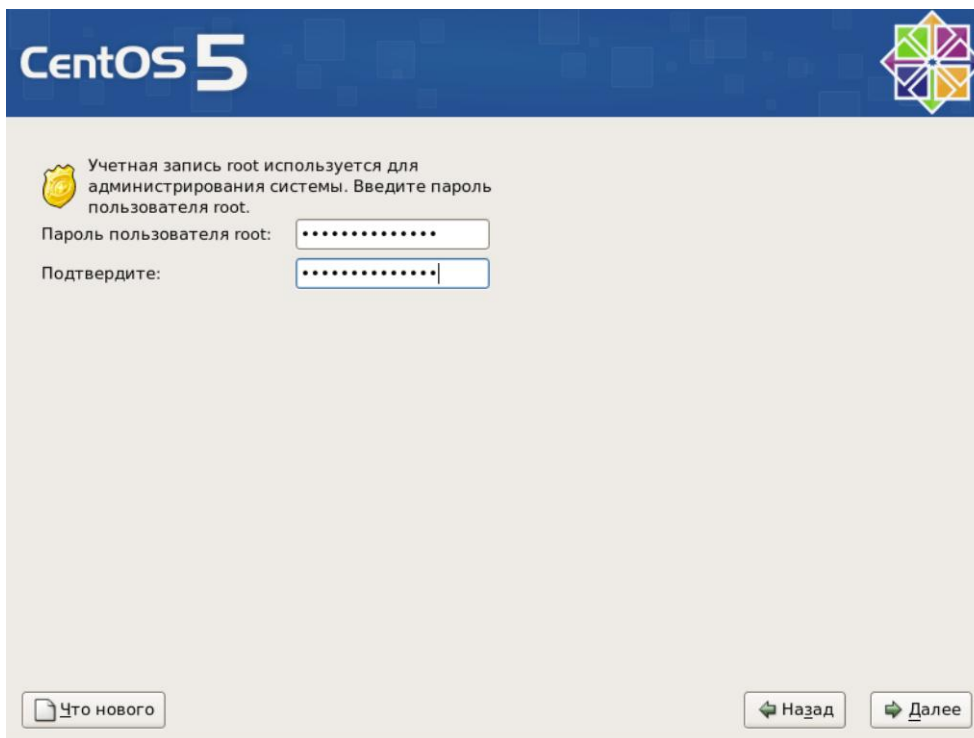 CentOS 5
Учетная запись root используется для
администрирования системы. Введите пароль
пользователя root.
Пароль пользователя root: ••••••••••••••
Подтвердите: ••••••••••••••
Что нового
Назад
Далее